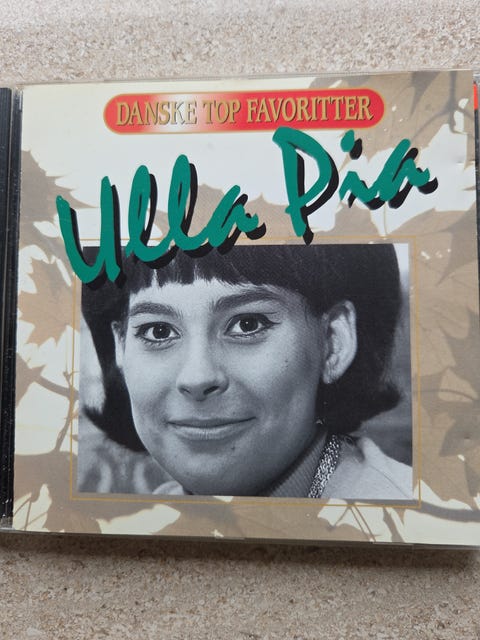 DANSKE TOP FAVORITTER
Ulla Pia